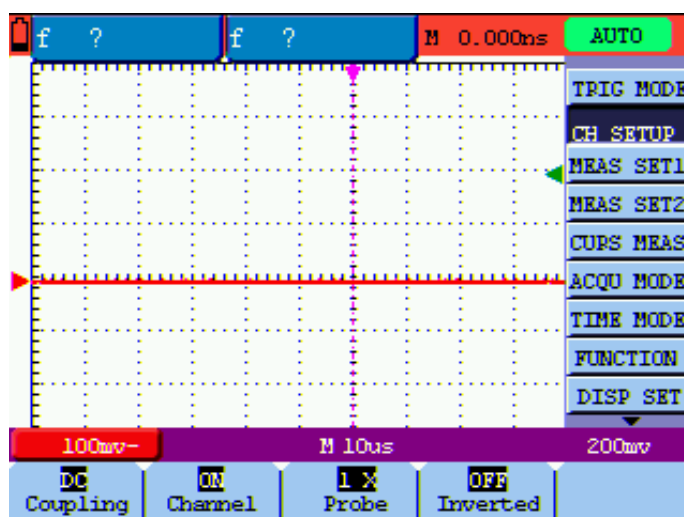 f ? f ? M 0.000ns AUTO
TRIG MODE
CH SETUP
MEAS SET1
MEAS SET2
CURS MEAS
ACQU MODE
TIME MODE
FUNCTION
DISP SET
100mv- M 10us 200mv
DC ON 1 X OFF
Coupling Channel Probe Inverted